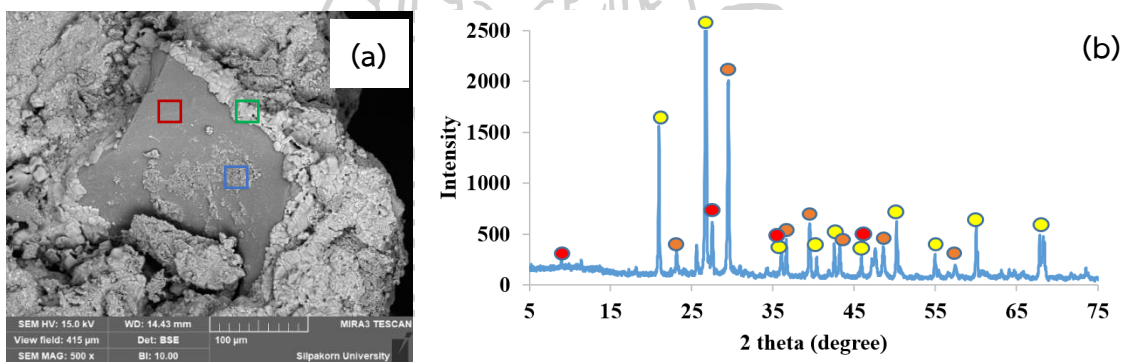 (a)
SEM HV: 15.0 kV WD: 14.43 mm MIRA3 TESCAN
View field: 415 µm Det: BSE 100 µm
SEM MAG: 500 x BI: 10.00 Silpakorn University
(b)
2500
2000
1500
1000
500
0
Intensity
5 15 25 35 45 55 65 75
2 theta (degree)